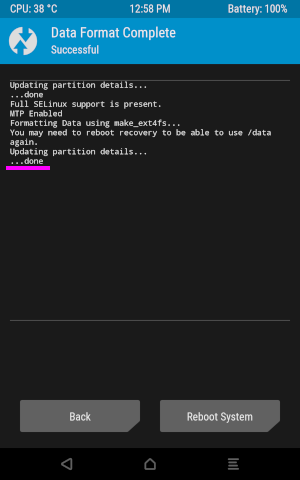 CPU: 38 °C 12:58 PM Battery: 100%
Data Format Complete
Successful
Updating partition details...
...done
Full SELinux support is present.
MTP Enabled
Formatting Data using make_ext4fs...
You may need to reboot recovery to be able to use /data
again.
Updating partition details...
...done
Back Reboot System